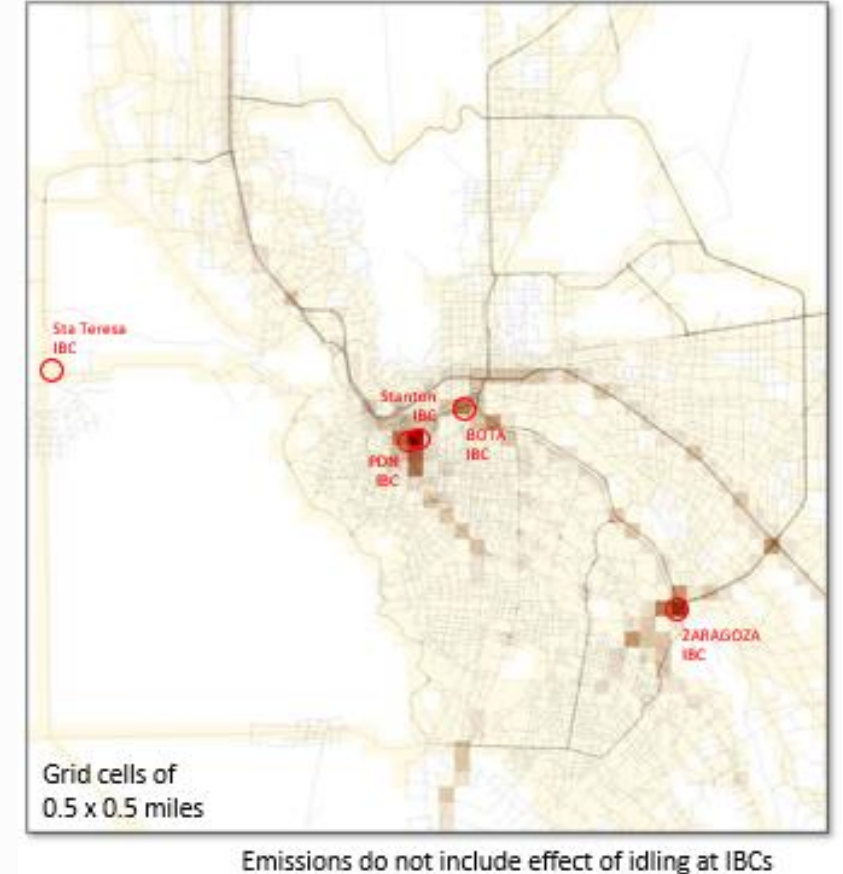 Sta Teresa
IBC
Stanton
IBC
BOTA
IBC
PDN
IBC
ZARAGOZA
IBC
Grid cells of
0.5 x 0.5 miles
Emissions do not include effect of idling at IBCs